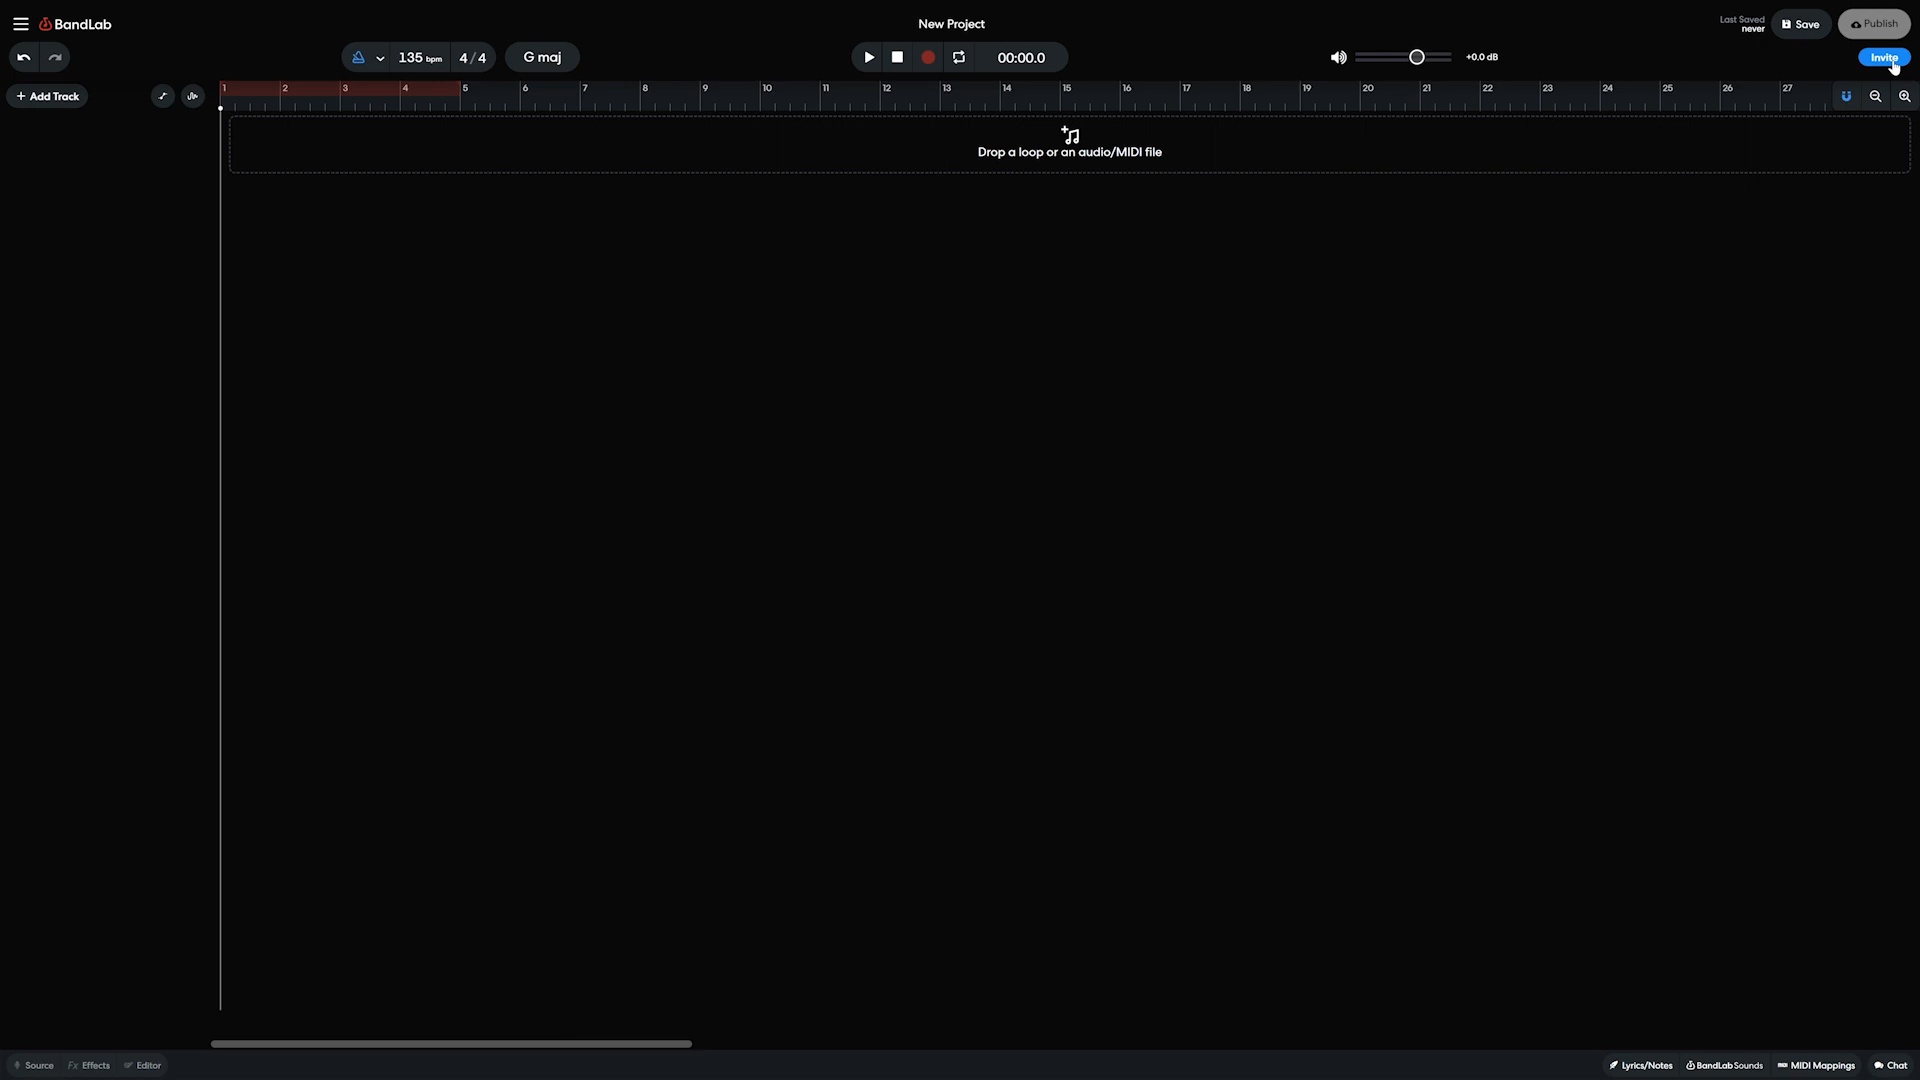 BandLab
New Project
Last Saved
never
Save
Publish
135 bpm
4 / 4
G maj
00:00.0
+0.0 dB
Invite
+ Add Track
1 2 3 4 5 6 7 8 9 10 11 12 13 14 15 16 17 18 19 20 21 22 23 24 25 26 27
Drop a loop or an audio/MIDI file
Source
Fx Effects
Editor
Lyrics/Notes
BandLab Sounds
MIDI Mappings
Chat